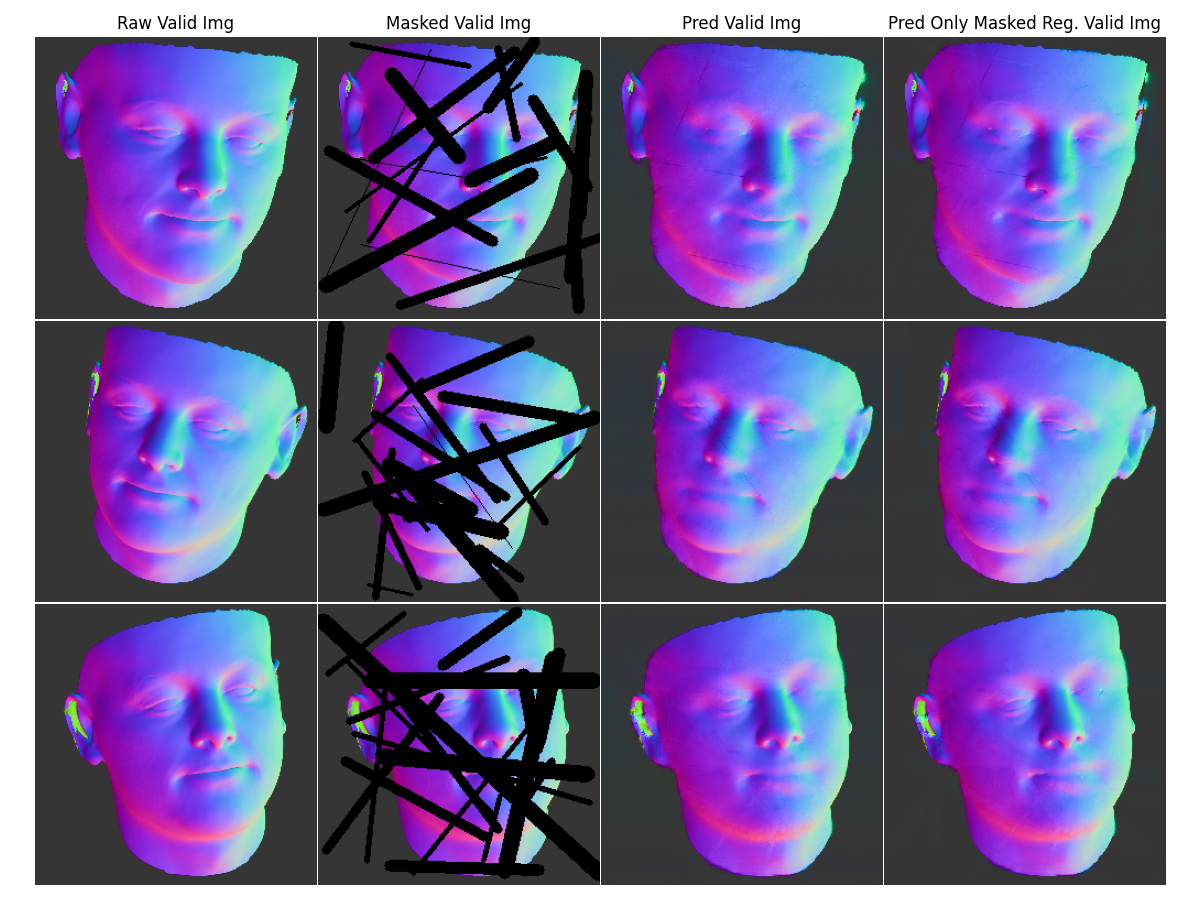 Raw Valid Img
Masked Valid Img
Pred Valid Img
Pred Only Masked Reg. Valid Img